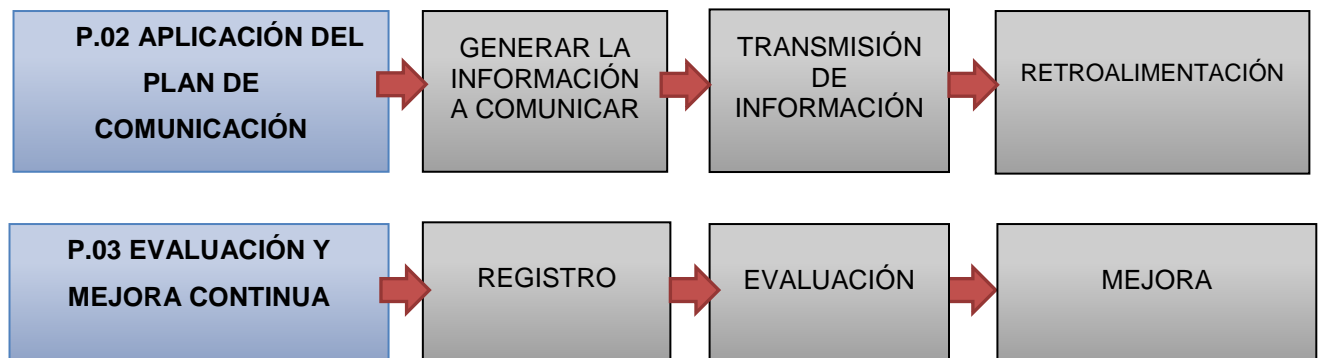 P.02 APLICACIÓN DEL
PLAN DE
COMUNICACIÓN
GENERAR LA
INFORMACIÓN
A COMUNICAR
TRANSMISIÓN
DE
INFORMACIÓN
RETROALIMENTACIÓN
P.03 EVALUACIÓN Y
MEJORA CONTINUA
REGISTRO
EVALUACIÓN
MEJORA